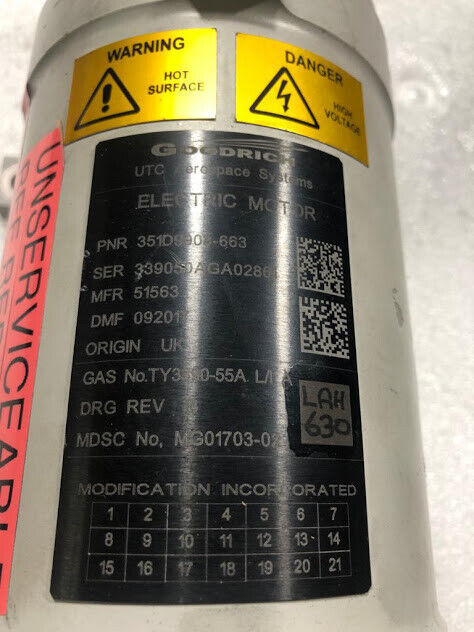 WARNING
HOT
SURFACE
DANGER
HIGH
VOLTAGE
GOODRICH
UTC Aerospace Systems
ELECTRIC MOTOR
PNR
SER
MFR 51563
DMF
ORIGIN UK
GAS No.
DRG REV
MDSC No,
LAH
630
MODIFICATION INCORPORATED
1 2 3 4 5 6 7
8 9 10 11 12 13 14
15 16 17 18 19 20 21
UNSERVICEABLE